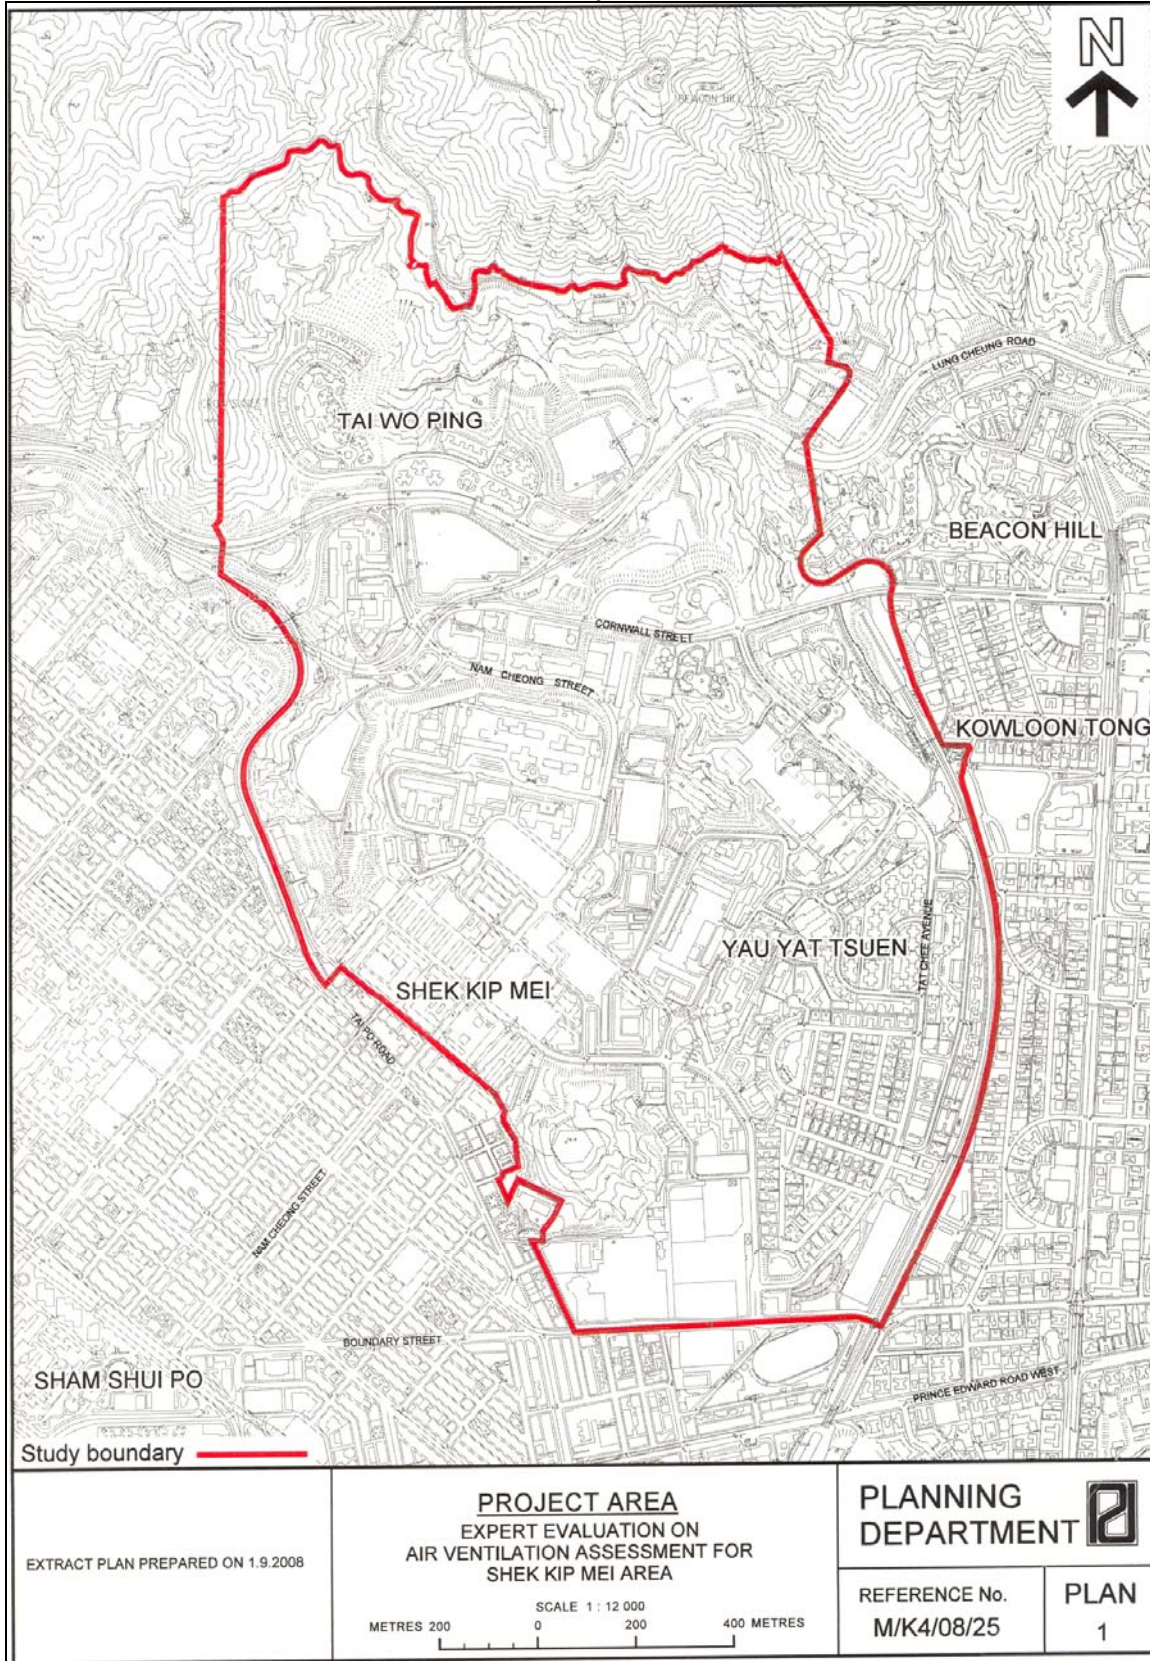 N
BEACON HILL
LUNG CHEUNG ROAD
TAI WO PING
BEACON HILL
CORNWALL STREET
NAM CHEONG STREET
KOWLOON TONG
YAU YAT TSUEN
TAT CHEE AVENUE
SHEK KIP MEI
TAI PO ROAD
NAM CHEONG STREET
BOUNDARY STREET
SHAM SHUI PO
PRINCE EDWARD ROAD WEST
Study boundary
EXTRACT PLAN PREPARED ON 1.9.2008
PROJECT AREA
EXPERT EVALUATION ON
AIR VENTILATION ASSESSMENT FOR
SHEK KIP MEI AREA
SCALE 1 : 12 000
METRES 200 0 200 400 METRES
PLANNING
DEPARTMENT
REFERENCE No.
M/K4/08/25
PLAN
1